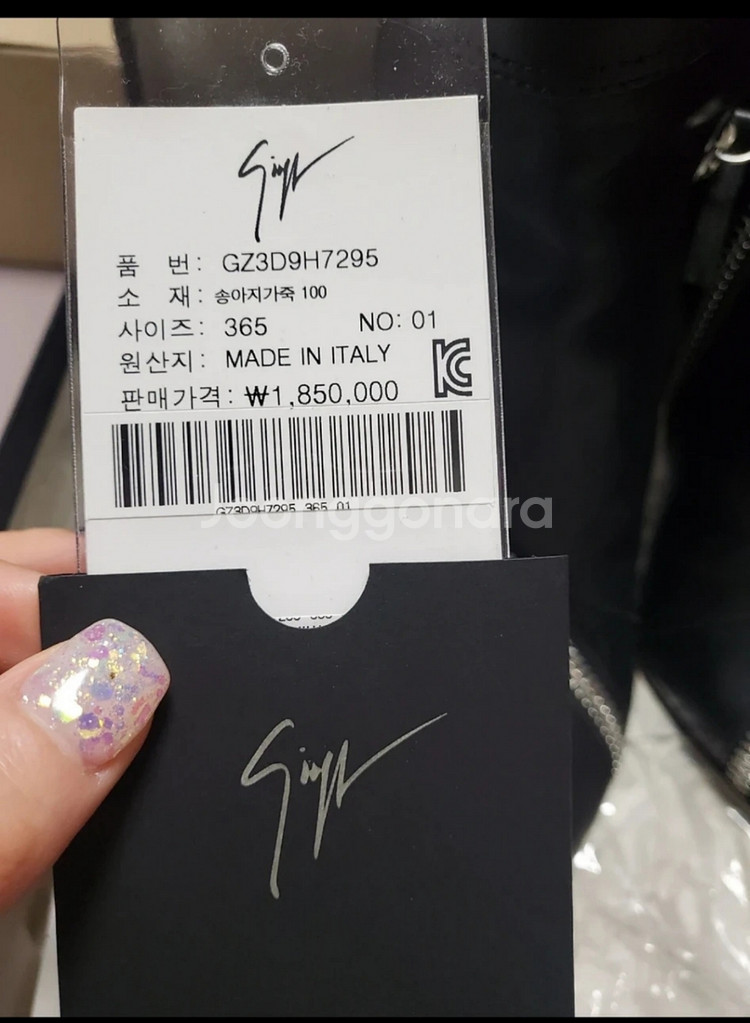 품 번: GZ3D9H7295
소 재: 송아지가죽 100
사이즈: 365 NO: 01
원산지: MADE IN ITALY
판매가격: ₩1,850,000
GZ3D9H7295 365 01
Joonggonara